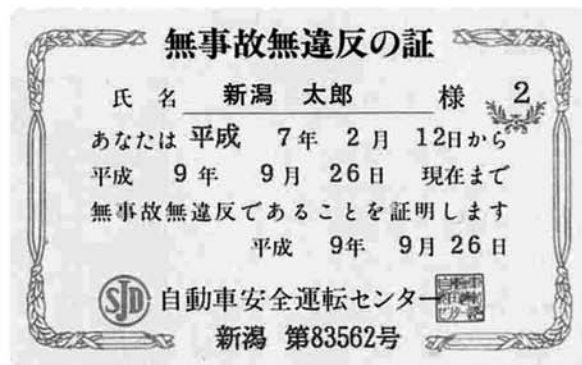 無事故無違反の証
氏 名 新潟 太郎 様 2
あなたは 平成 7年 2月 12日から
平成 9年 9月 26日 現在まで
無事故無違反であることを証明します
平成 9年 9月26日
SJD 自動車安全運転センター
新潟 第83562号